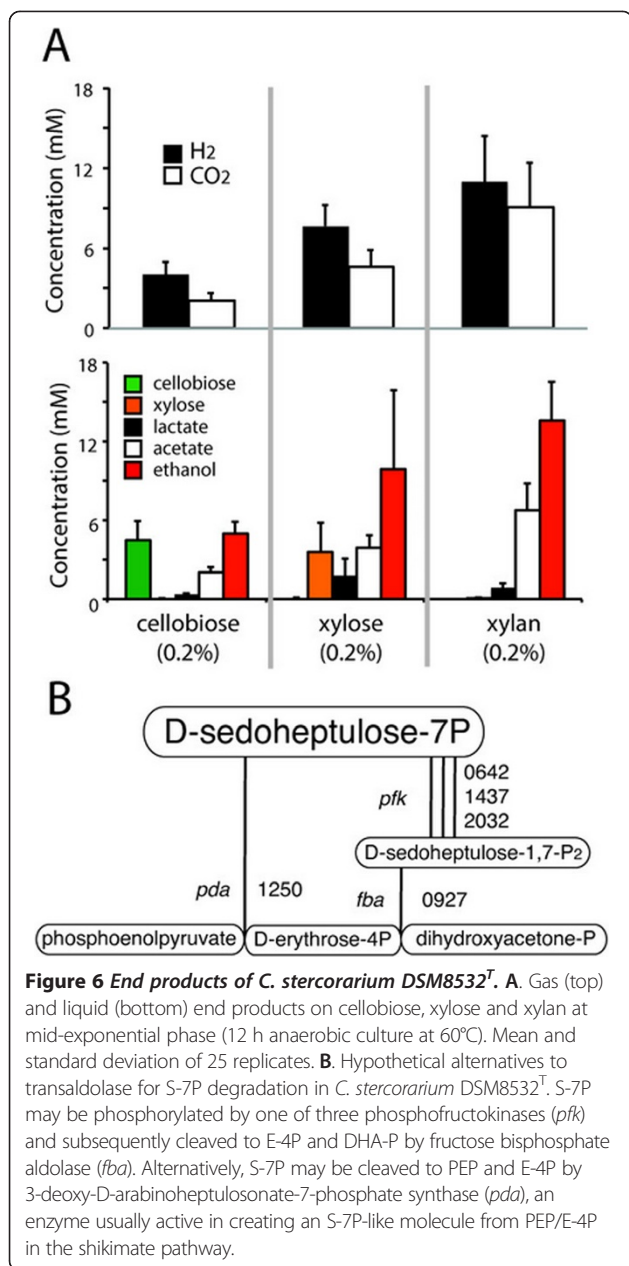 A
Concentration (mM)
18
12
6
0
H2
CO2
Concentration (mM)
18
12
6
0
cellobiose
xylose
lactate
acetate
ethanol
cellobiose
(0.2%)
xylose
(0.2%)
xylan
(0.2%)
B
D-sedoheptulose-7P
pfk
0642
1437
2032
D-sedoheptulose-1,7-P2
pda
1250
fba
0927
phosphoenolpyruvate
D-erythrose-4P
dihydroxyacetone-P
Figure 6 End products of C. stercorarium DSM8532T. A. Gas (top)
and liquid (bottom) end products on cellobiose, xylose and xylan at
mid-exponential phase (12 h anaerobic culture at 60°C). Mean and
standard deviation of 25 replicates. B. Hypothetical alternatives to
transaldolase for S-7P degradation in C. stercorarium DSM8532T. S-7P
may be phosphorylated by one of three phosphofructokinases (pfk)
and subsequently cleaved to E-4P and DHA-P by fructose bisphosphate
aldolase (fba). Alternatively, S-7P may be cleaved to PEP and E-4P by
3-deoxy-D-arabinoheptulosonate-7-phosphate synthase (pda), an
enzyme usually active in creating an S-7P-like molecule from PEP/E-4P
in the shikimate pathway.